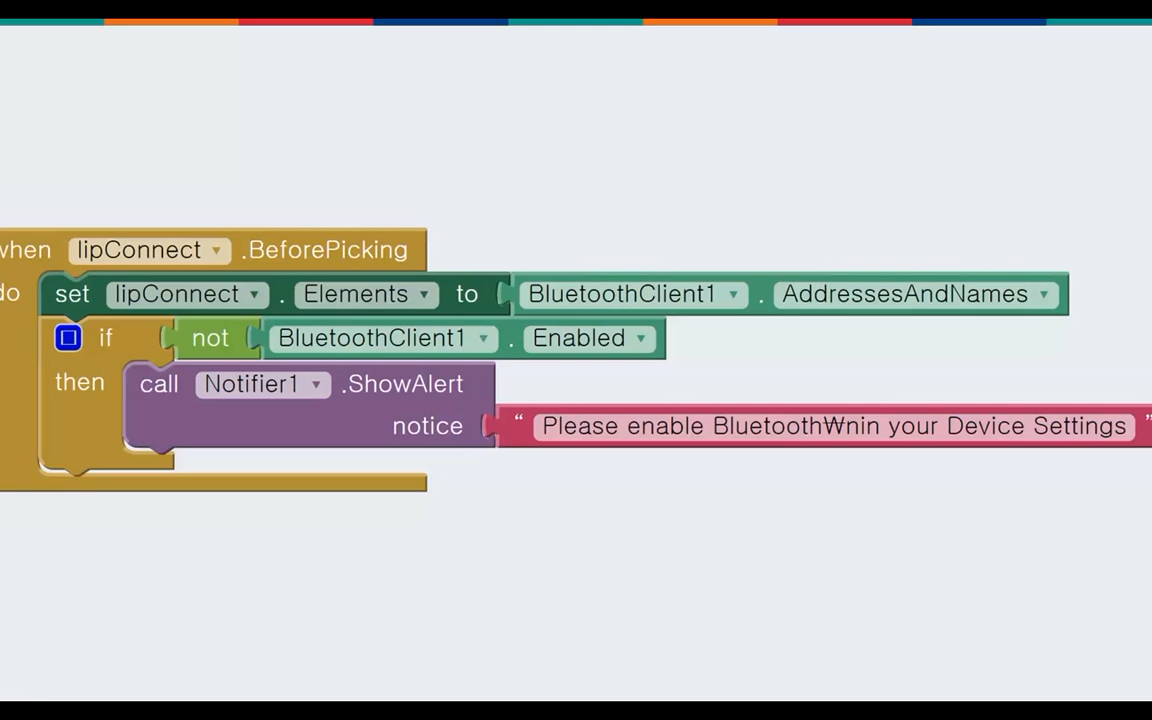 when lipConnect .BeforePicking
do set lipConnect . Elements to BluetoothClient1 . AddressesAndNames
if not BluetoothClient1 . Enabled
then call Notifier1 .ShowAlert
notice “ Please enable Bluetooth₩nin your Device Settings ”